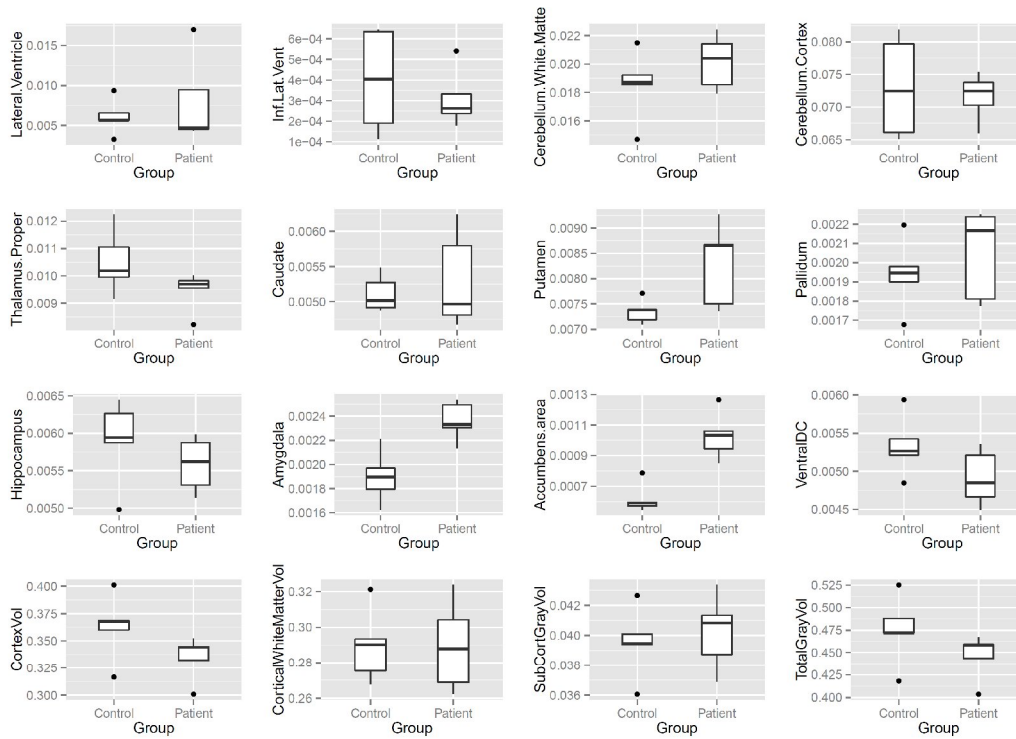 Lateral.Ventricle
0.015
0.010
0.005
Control Patient
Group
Inf.Lat.Vent
6e−04
5e−04
4e−04
3e−04
2e−04
1e−04
Control Patient
Group
Cerebellum.White.Matte
0.022
0.020
0.018
0.016
Control Patient
Group
Cerebellum.Cortex
0.080
0.075
0.070
0.065
Control Patient
Group
Thalamus.Proper
0.012
0.011
0.010
0.009
Control Patient
Group
Caudate
0.0060
0.0055
0.0050
Control Patient
Group
Putamen
0.0090
0.0085
0.0080
0.0075
0.0070
Control Patient
Group
Pallidum
0.0022
0.0021
0.0020
0.0019
0.0018
0.0017
Control Patient
Group
Hippocampus
0.0065
0.0060
0.0055
0.0050
Control Patient
Group
Amygdala
0.0024
0.0022
0.0020
0.0018
0.0016
Control Patient
Group
Accumbens.area
0.0013
0.0011
0.0009
0.0007
Control Patient
Group
VentralDC
0.0060
0.0055
0.0050
0.0045
Control Patient
Group
CortexVol
0.400
0.375
0.350
0.325
0.300
Control Patient
Group
CorticalWhiteMatterVol
0.32
0.30
0.28
0.26
Control Patient
Group
SubCortGrayVol
0.042
0.040
0.038
0.036
Control Patient
Group
TotalGrayVol
0.525
0.500
0.475
0.450
0.425
0.400
Control Patient
Group